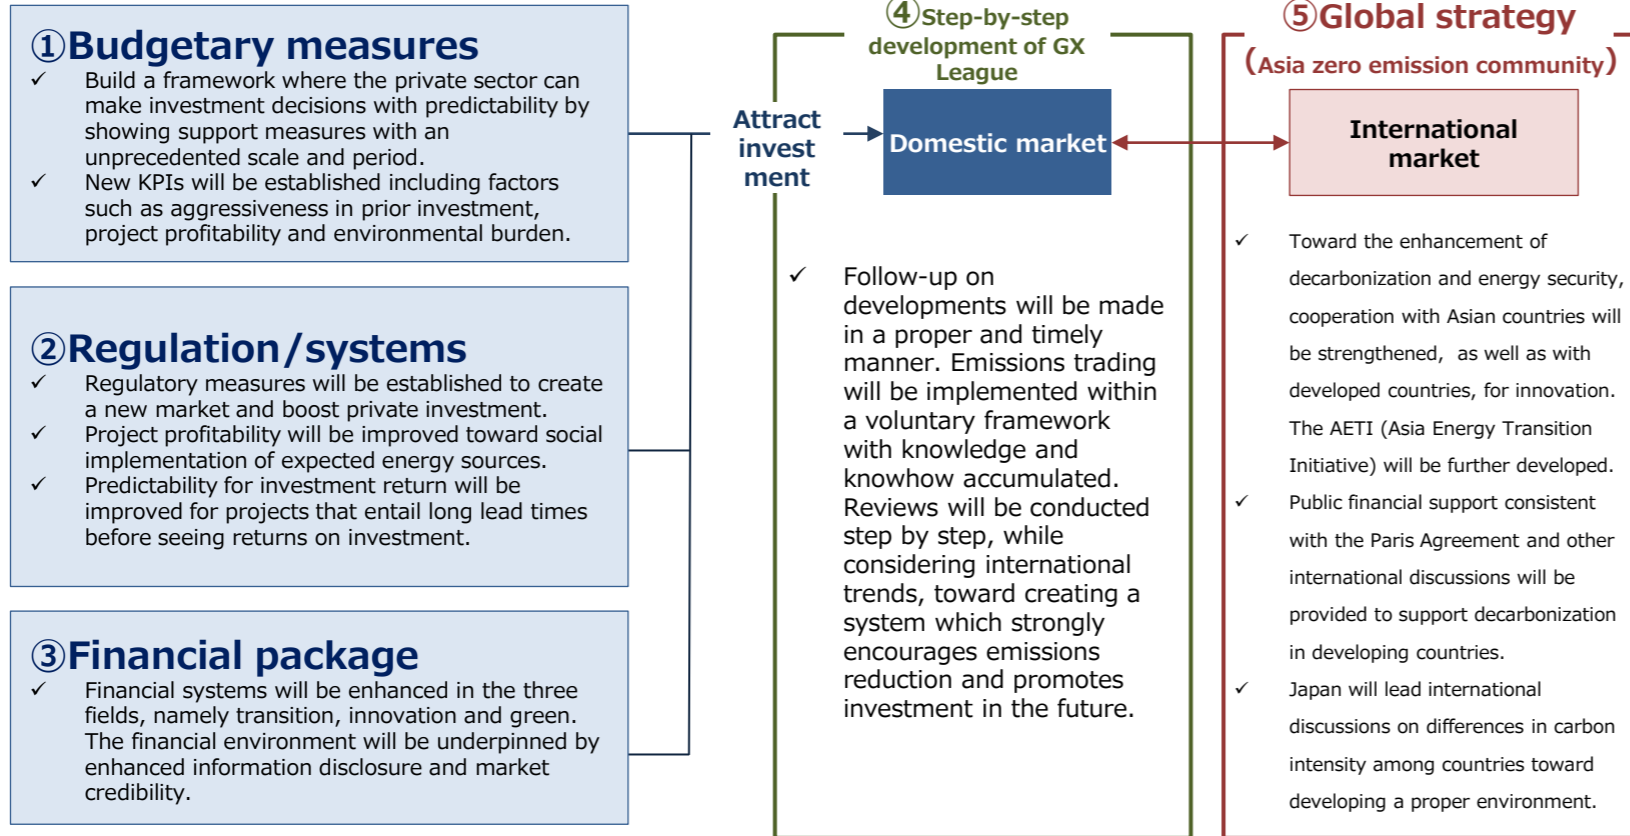 ①Budgetary measures
✓ Build a framework where the private sector can
make investment decisions with predictability by
showing support measures with an
unprecedented scale and period.
✓ New KPIs will be established including factors
such as aggressiveness in prior investment,
project profitability and environmental burden.
②Regulation/systems
✓ Regulatory measures will be established to create
a new market and boost private investment.
✓ Project profitability will be improved toward social
implementation of expected energy sources.
✓ Predictability for investment return will be
improved for projects that entail long lead times
before seeing returns on investment.
③Financial package
✓ Financial systems will be enhanced in the three
fields, namely transition, innovation and green.
The financial environment will be underpinned by
enhanced information disclosure and market
credibility.
Attract
invest
ment
④Step-by-step
development of GX
League
Domestic market
✓ Follow-up on
developments will be made
in a proper and timely
manner. Emissions trading
will be implemented within
a voluntary framework
with knowledge and
knowhow accumulated.
Reviews will be conducted
step by step, while
considering international
trends, toward creating a
system which strongly
encourages emissions
reduction and promotes
investment in the future.
⑤Global strategy
(Asia zero emission community)
International
market
✓ Toward the enhancement of
decarbonization and energy security,
cooperation with Asian countries will
be strengthened, as well as with
developed countries, for innovation.
The AETI (Asia Energy Transition
Initiative) will be further developed.
✓ Public financial support consistent
with the Paris Agreement and other
international discussions will be
provided to support decarbonization
in developing countries.
✓ Japan will lead international
discussions on differences in carbon
intensity among countries toward
developing a proper environment.